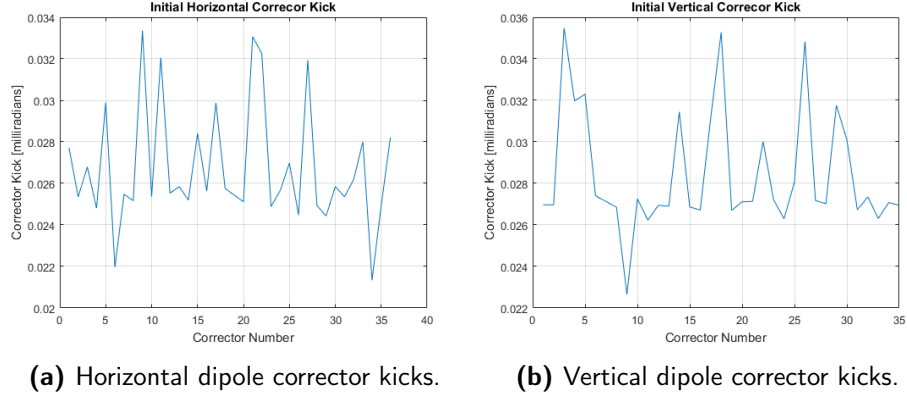 Initial Horizontal Correcor Kick
0.034
0.032
0.03
0.028
0.026
0.024
0.022
0.02
Corrector Kick [milliradians]
0 5 10 15 20 25 30 35 40
Corrector Number
(a) Horizontal dipole corrector kicks.
Initial Vertical Correcor Kick
0.036
0.034
0.032
0.03
0.028
0.026
0.024
0.022
Corrector Kick [milliradians]
0 5 10 15 20 25 30 35
Corrector Number
(b) Vertical dipole corrector kicks.